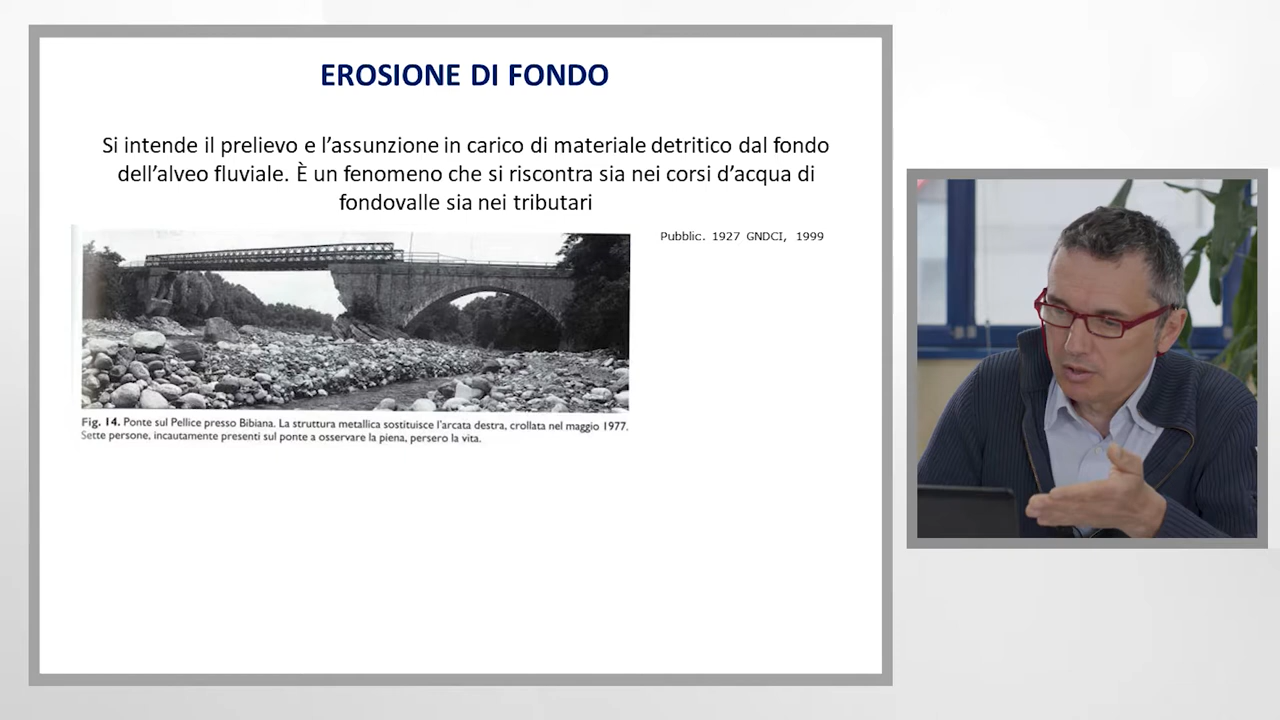 EROSIONE DI FONDO
Si intende il prelievo e l’assunzione in carico di materiale detritico dal fondo
dell’alveo fluviale. È un fenomeno che si riscontra sia nei corsi d’acqua di
fondovalle sia nei tributari
Pubblic. 1927 GNDCI, 1999
Fig. 14. Ponte sul Pellice presso Bibiana. La struttura metallica sostituisce l’arcata destra, crollata nel maggio 1977.
Sette persone, incautamente presenti sul ponte a osservare la piena, persero la vita.